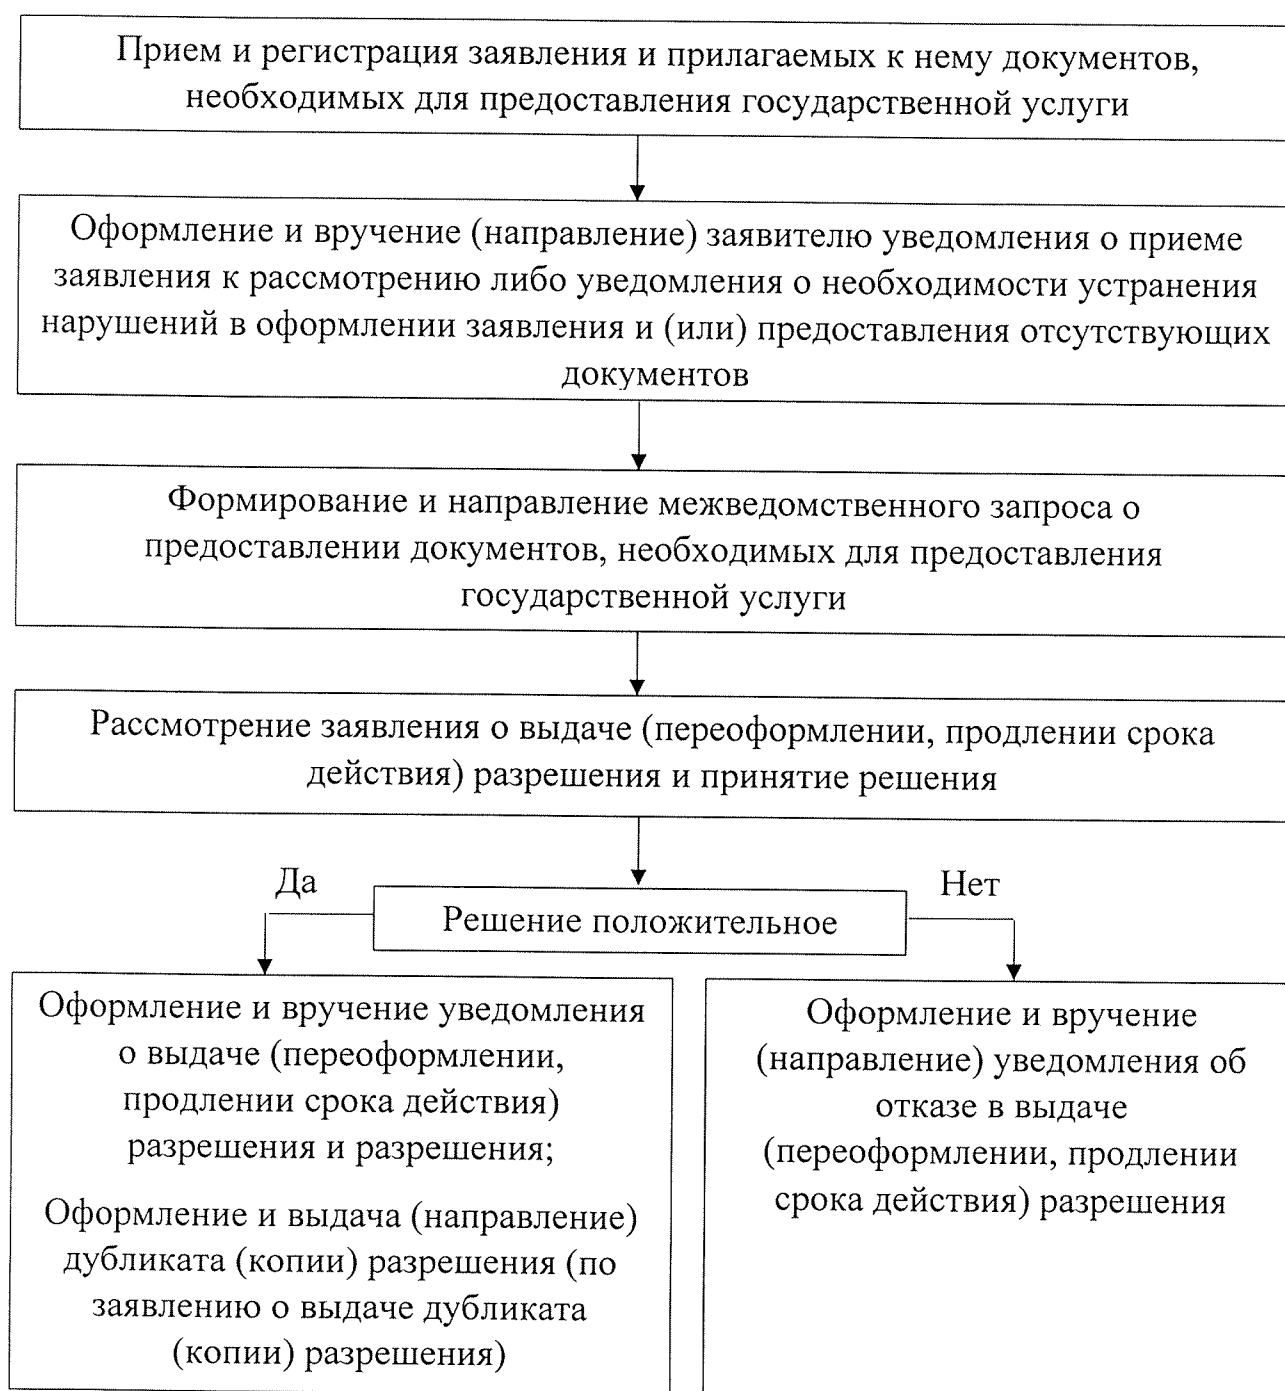 Прием и регистрация заявления и прилагаемых к нему документов,
необходимых для предоставления государственной услуги
Оформление и вручение (направление) заявителю уведомления о приеме
заявления к рассмотрению либо уведомления о необходимости устранения
нарушений в оформлении заявления и (или) предоставления отсутствующих
документов
Формирование и направление межведомственного запроса о
предоставлении документов, необходимых для предоставления
государственной услуги
Рассмотрение заявления о выдаче (переоформлении, продлении срока
действия) разрешения и принятие решения
Да
Решение положительное
Нет
Оформление и вручение уведомления
о выдаче (переоформлении,
продлении срока действия)
разрешения и разрешения;
Оформление и выдача (направление)
дубликата (копии) разрешения (по
заявлению о выдаче дубликата
(копии) разрешения)
Оформление и вручение
(направление) уведомления об
отказе в выдаче
(переоформлении, продлении
срока действия) разрешения